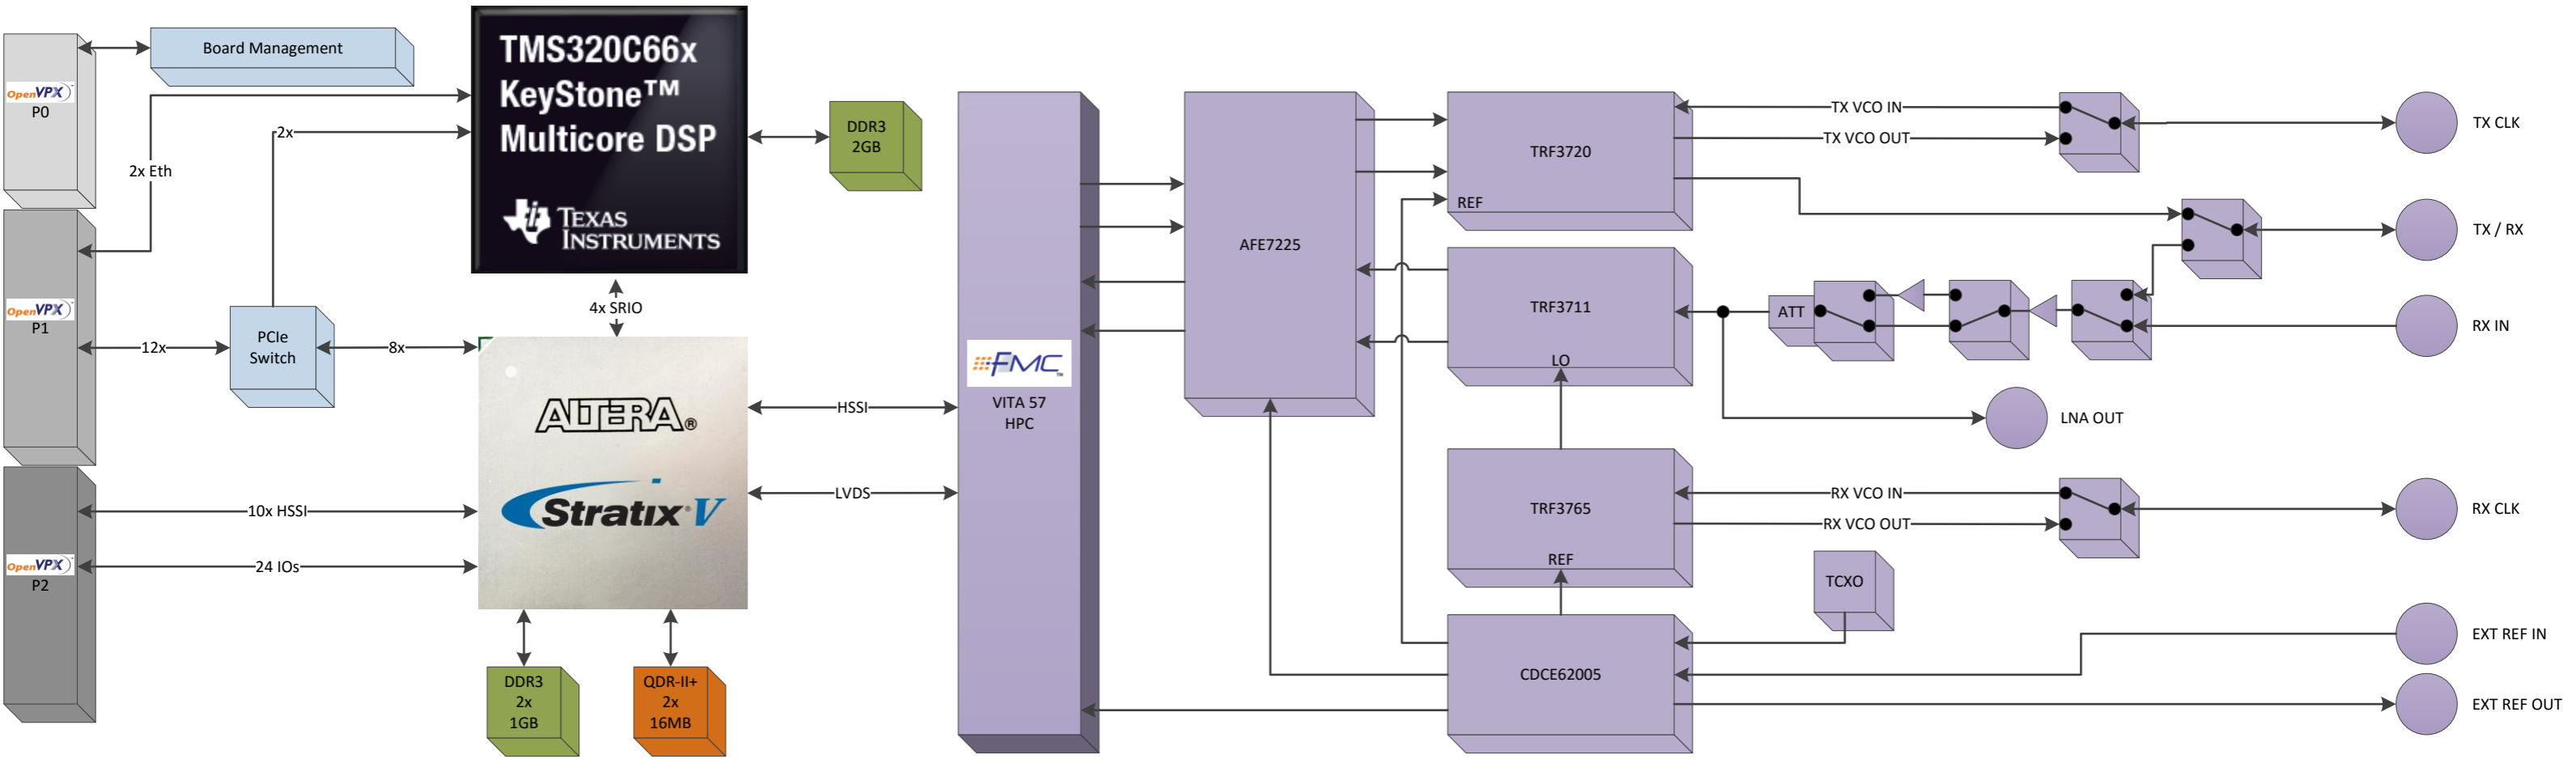 Board Management
OpenVPX
P0
2x Eth
2x
TMS320C66x
KeyStone™
Multicore DSP
TEXAS
INSTRUMENTS
DDR3
2GB
4x SRIO
OpenVPX
P1
12x
PCIe
Switch
8x
ALTERA®
Stratix® V
10x HSSI
24 IOs
OpenVPX
P2
DDR3
2x
1GB
QDR-II+
2x
16MB
HSSI
LVDS
FMC™
VITA 57
HPC
AFE7225
TRF3720
REF
TRF3711
LO
TRF3765
REF
CDCE62005
TX VCO IN
TX VCO OUT
TX CLK
TX / RX
ATT
RX IN
LNA OUT
RX VCO IN
RX VCO OUT
RX CLK
TCXO
EXT REF IN
EXT REF OUT